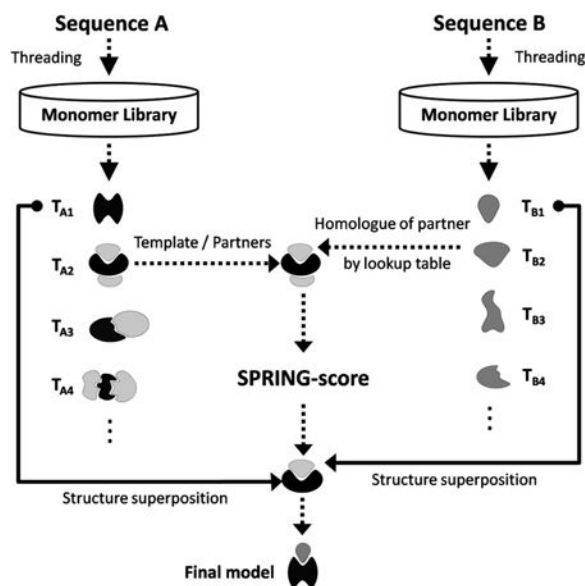 Sequence A
Sequence B
Threading
Threading
Monomer Library
Monomer Library
TA1
TB1
Homologue of partner
Template / Partners
TA2
TB2
by lookup table
TA3
TB3
SPRING-score
TA4
TB4
Structure superposition
Structure superposition
Final model